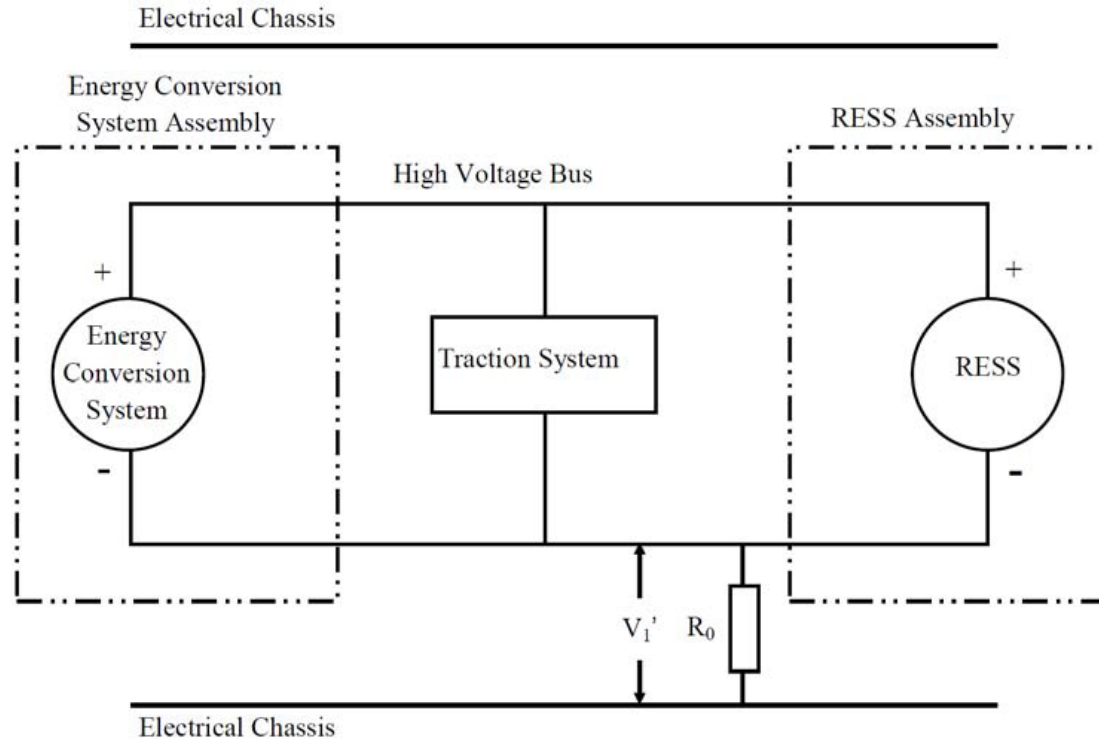 Electrical Chassis
Energy Conversion
System Assembly
RESS Assembly
High Voltage Bus
+
+
Energy
Conversion
System
Traction System
RESS
-
-
V₁'
R₀
Electrical Chassis